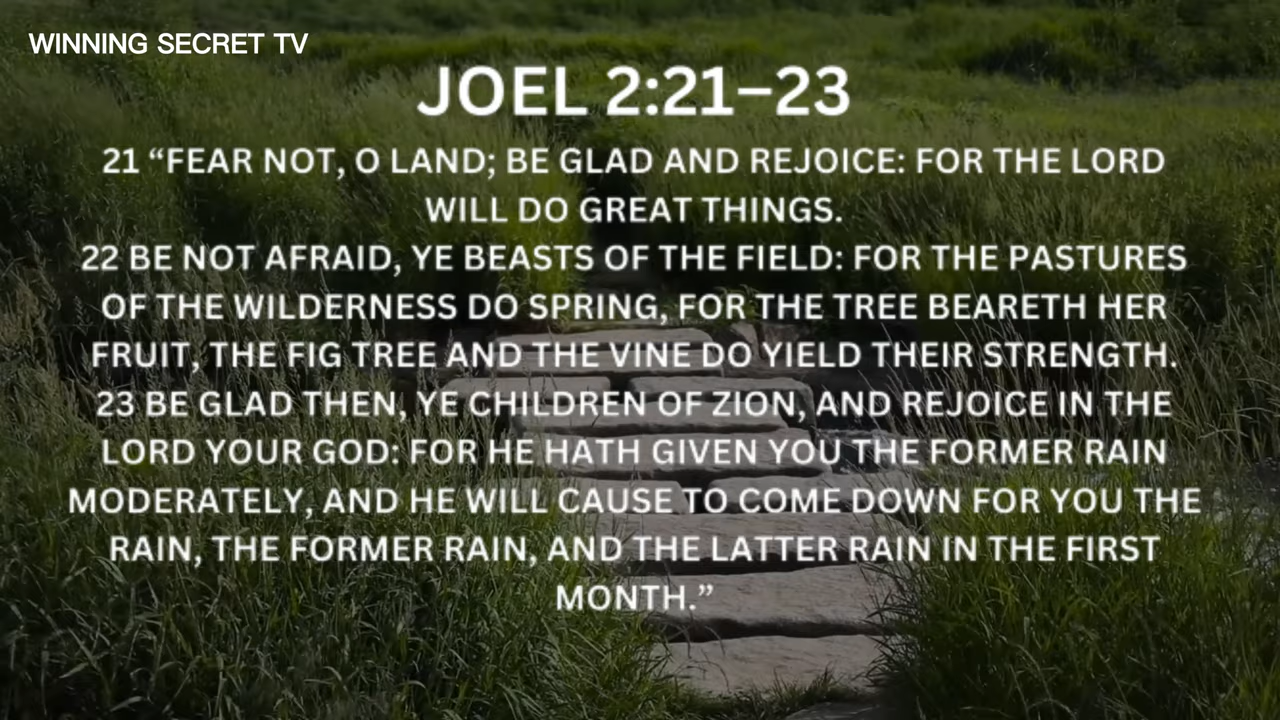 WINNING SECRET TV
JOEL 2:21–23
21 “FEAR NOT, O LAND; BE GLAD AND REJOICE: FOR THE LORD
WILL DO GREAT THINGS.
22 BE NOT AFRAID, YE BEASTS OF THE FIELD: FOR THE PASTURES
OF THE WILDERNESS DO SPRING, FOR THE TREE BEARETH HER
FRUIT, THE FIG TREE AND THE VINE DO YIELD THEIR STRENGTH.
23 BE GLAD THEN, YE CHILDREN OF ZION, AND REJOICE IN THE
LORD YOUR GOD: FOR HE HATH GIVEN YOU THE FORMER RAIN
MODERATELY, AND HE WILL CAUSE TO COME DOWN FOR YOU THE
RAIN, THE FORMER RAIN, AND THE LATTER RAIN IN THE FIRST
MONTH.”